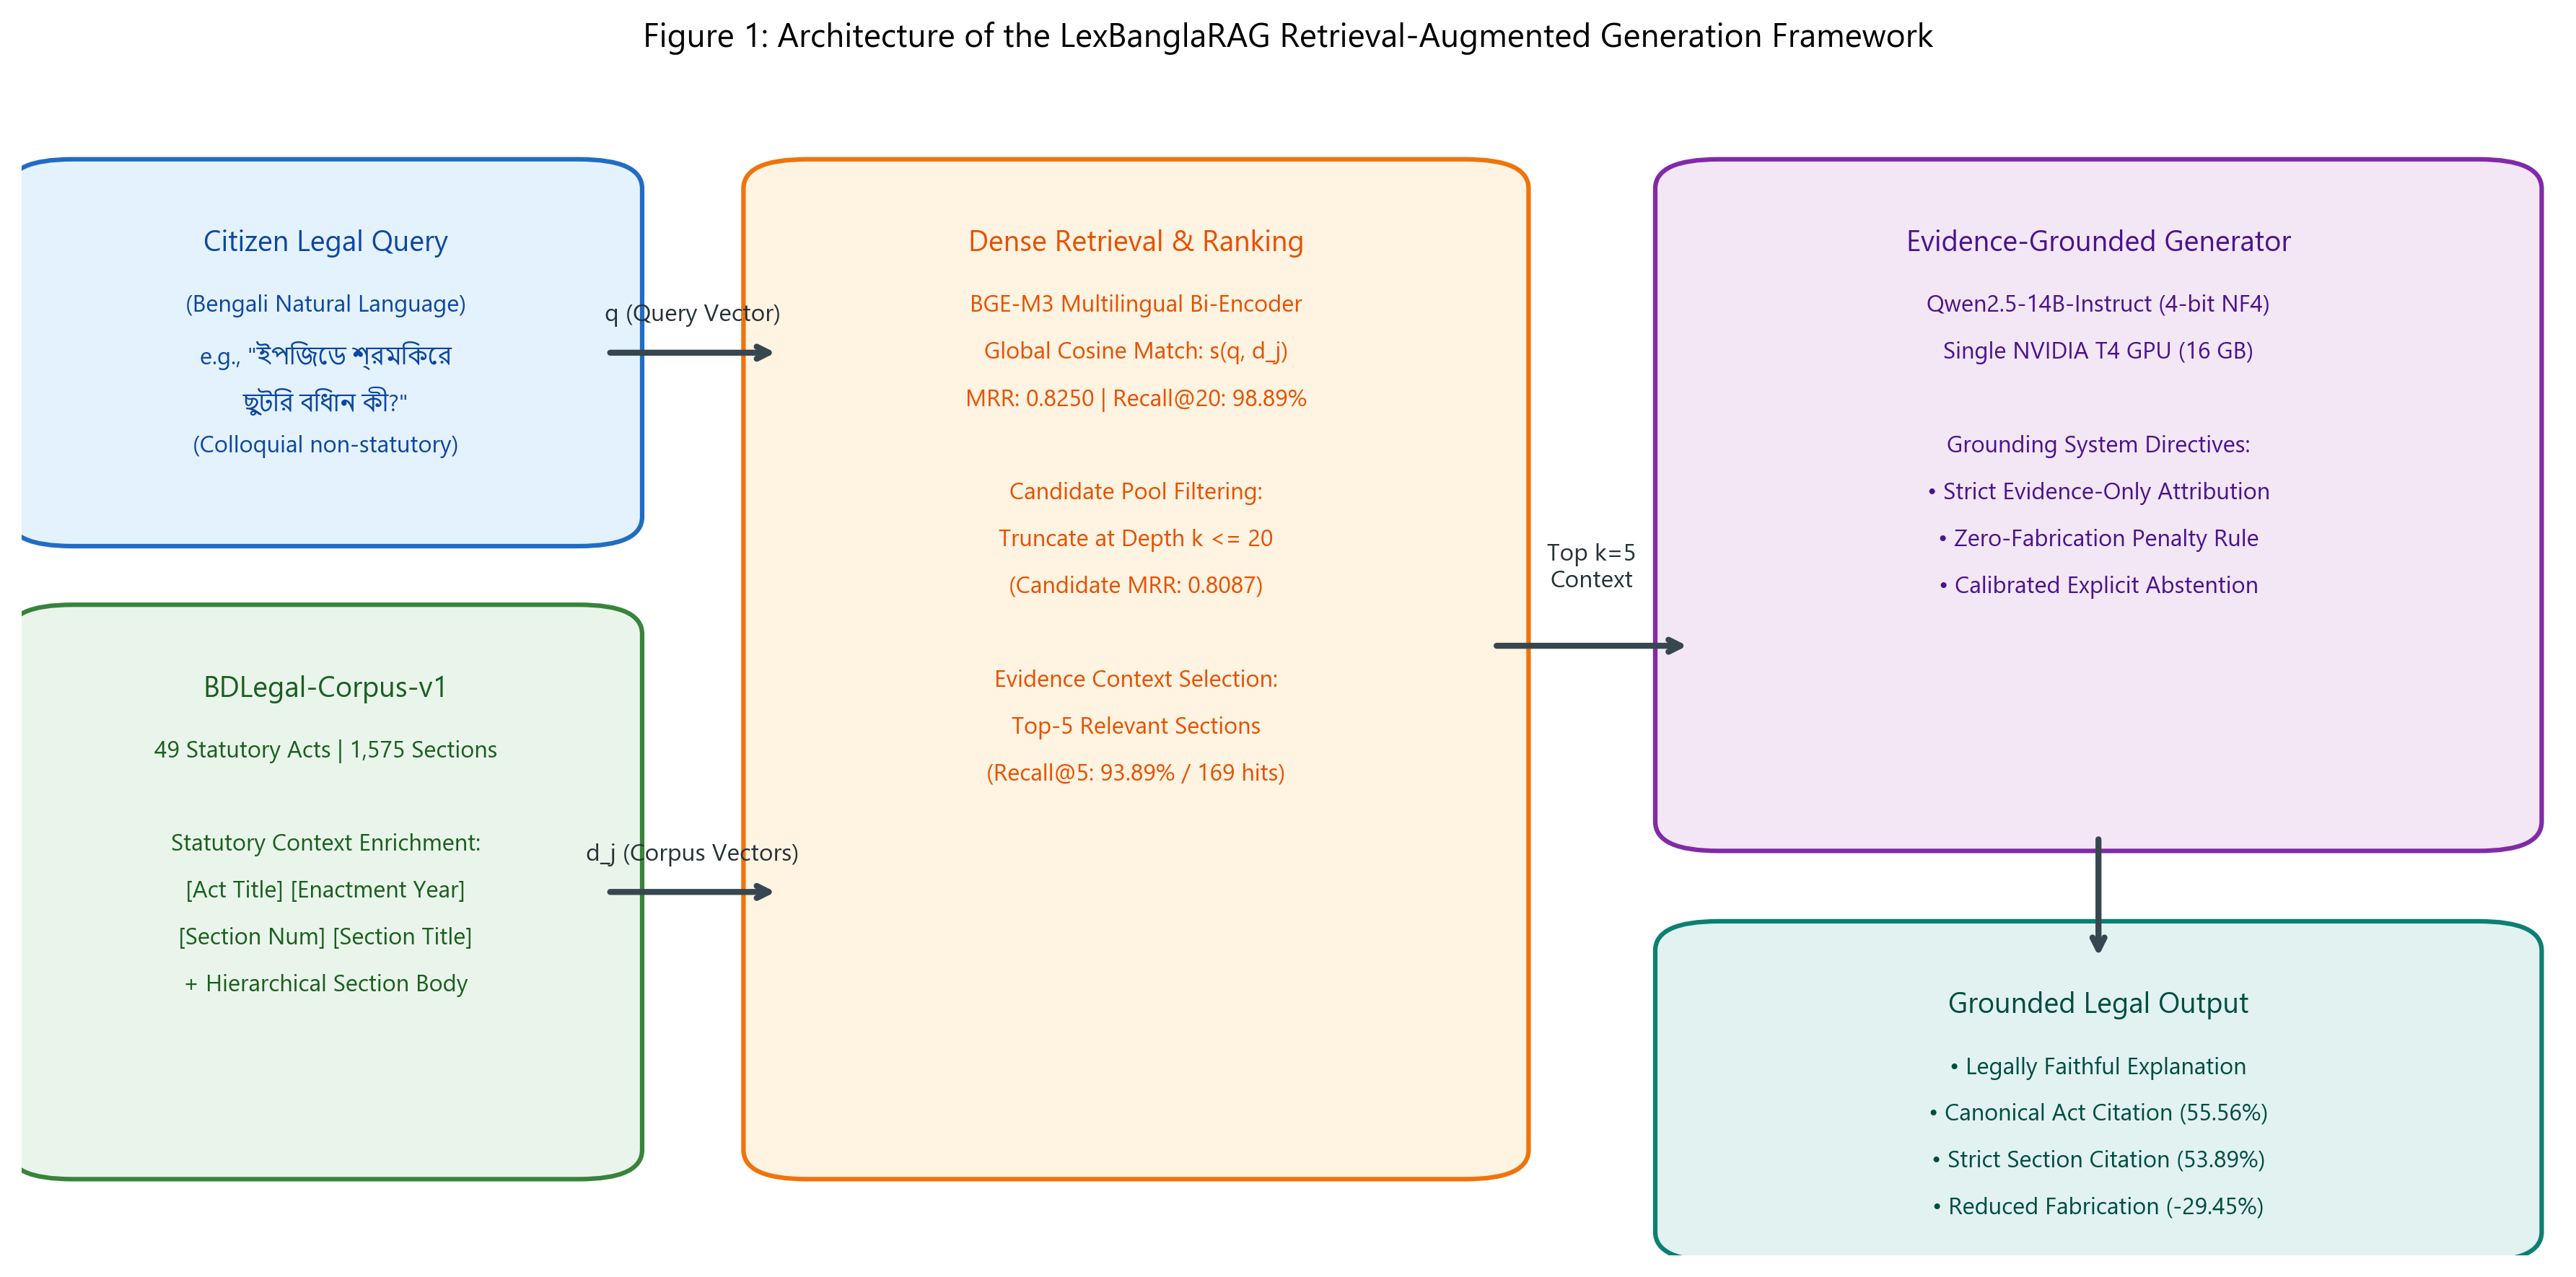 Figure 1: Architecture of the LexBanglaRAG Retrieval-Augmented Generation Framework
Citizen Legal Query
(Bengali Natural Language)
e.g., "ইপিজেডে শ্রমিকের
ছুটির বিধান কী?"
(Colloquial non-statutory)
q (Query Vector)
BDLegal-Corpus-v1
49 Statutory Acts | 1,575 Sections
Statutory Context Enrichment:
[Act Title] [Enactment Year]
[Section Num] [Section Title]
+ Hierarchical Section Body
d_j (Corpus Vectors)
Dense Retrieval & Ranking
BGE-M3 Multilingual Bi-Encoder
Global Cosine Match: s(q, d_j)
MRR: 0.8250 | Recall@20: 98.89%
Candidate Pool Filtering:
Truncate at Depth k <= 20
(Candidate MRR: 0.8087)
Evidence Context Selection:
Top-5 Relevant Sections
(Recall@5: 93.89% / 169 hits)
Top k=5
Context
Evidence-Grounded Generator
Qwen2.5-14B-Instruct (4-bit NF4)
Single NVIDIA T4 GPU (16 GB)
Grounding System Directives:
• Strict Evidence-Only Attribution
• Zero-Fabrication Penalty Rule
• Calibrated Explicit Abstention
Grounded Legal Output
• Legally Faithful Explanation
• Canonical Act Citation (55.56%)
• Strict Section Citation (53.89%)
• Reduced Fabrication (-29.45%)